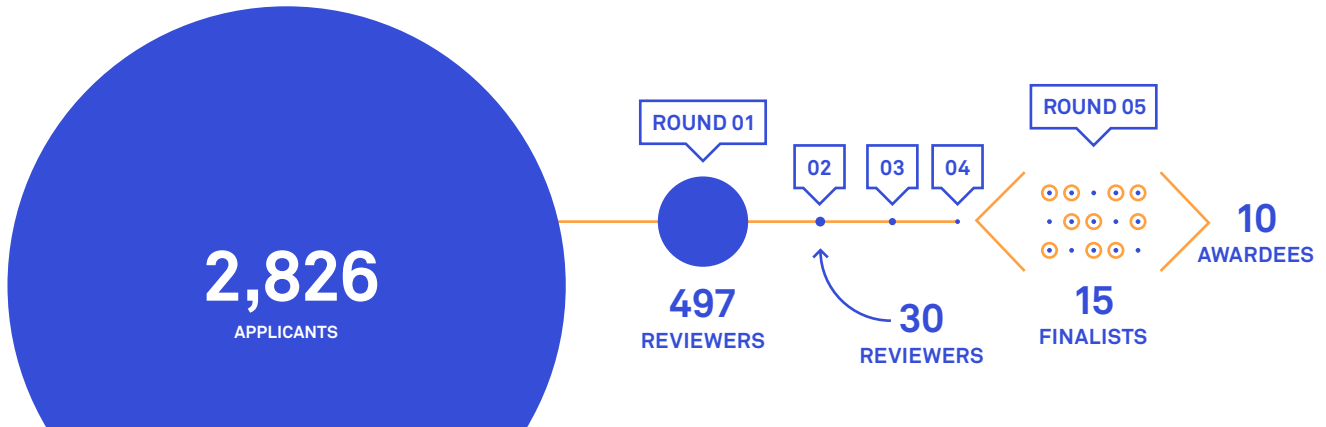 2,826
APPLICANTS
ROUND 01
497
REVIEWERS
02
03
04
30
REVIEWERS
ROUND 05
15
FINALISTS
10
AWARDEES